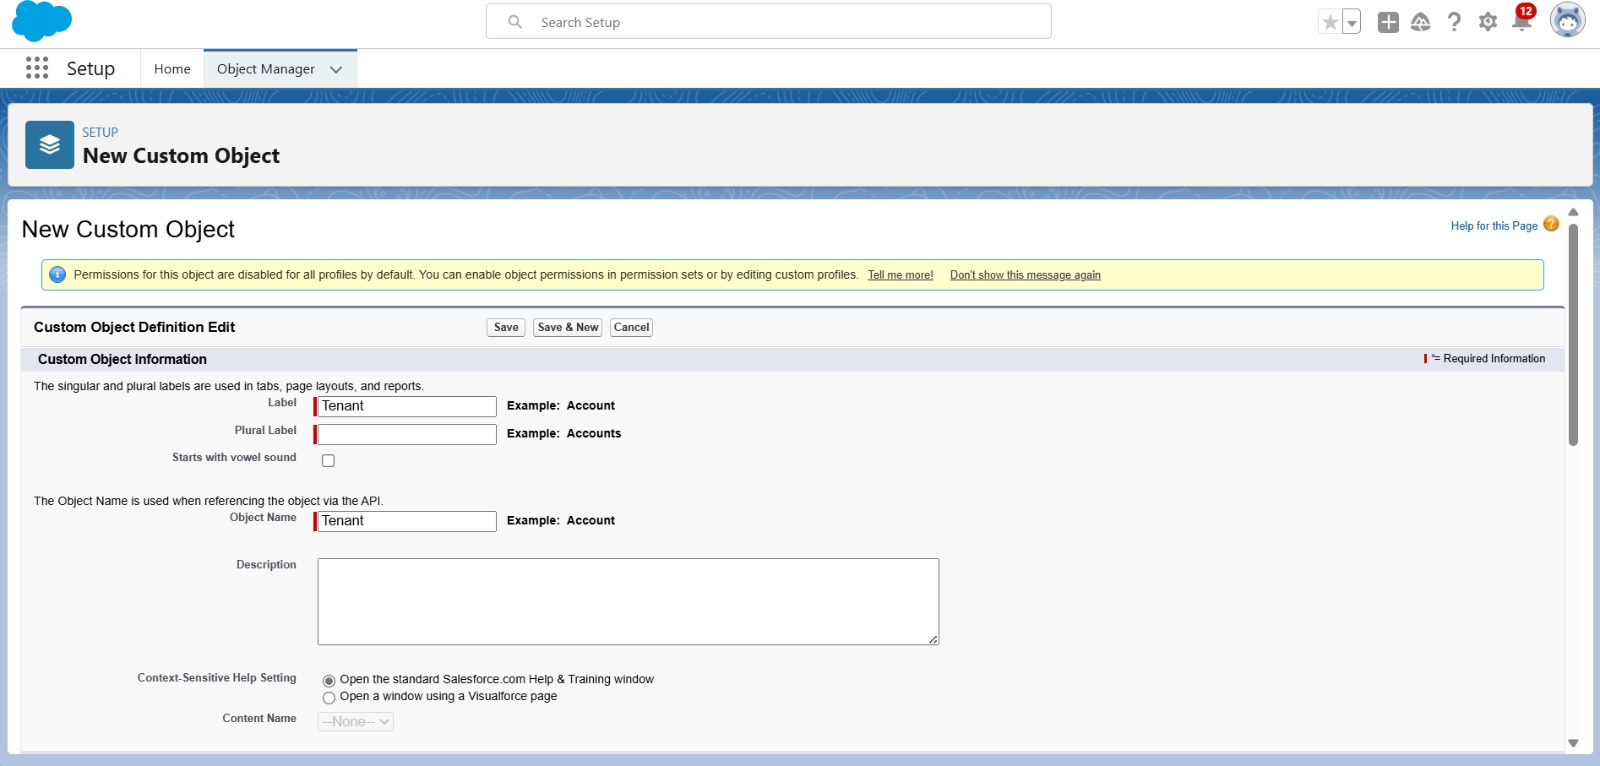 Search Setup
12
Setup
Home
Object Manager
SETUP
New Custom Object
New Custom Object
Help for this Page
Permissions for this object are disabled for all profiles by default. You can enable object permissions in permission sets or by editing custom profiles. Tell me more! Don't show this message again
Custom Object Definition Edit
Save
Save & New
Cancel
Custom Object Information
*= Required Information
The singular and plural labels are used in tabs, page layouts, and reports.
Label
Tenant
Example: Account
Plural Label
Example: Accounts
Starts with vowel sound
The Object Name is used when referencing the object via the API.
Object Name
Tenant
Example: Account
Description
Context-Sensitive Help Setting
Open the standard Salesforce.com Help & Training window
Open a window using a Visualforce page
Content Name
--None--